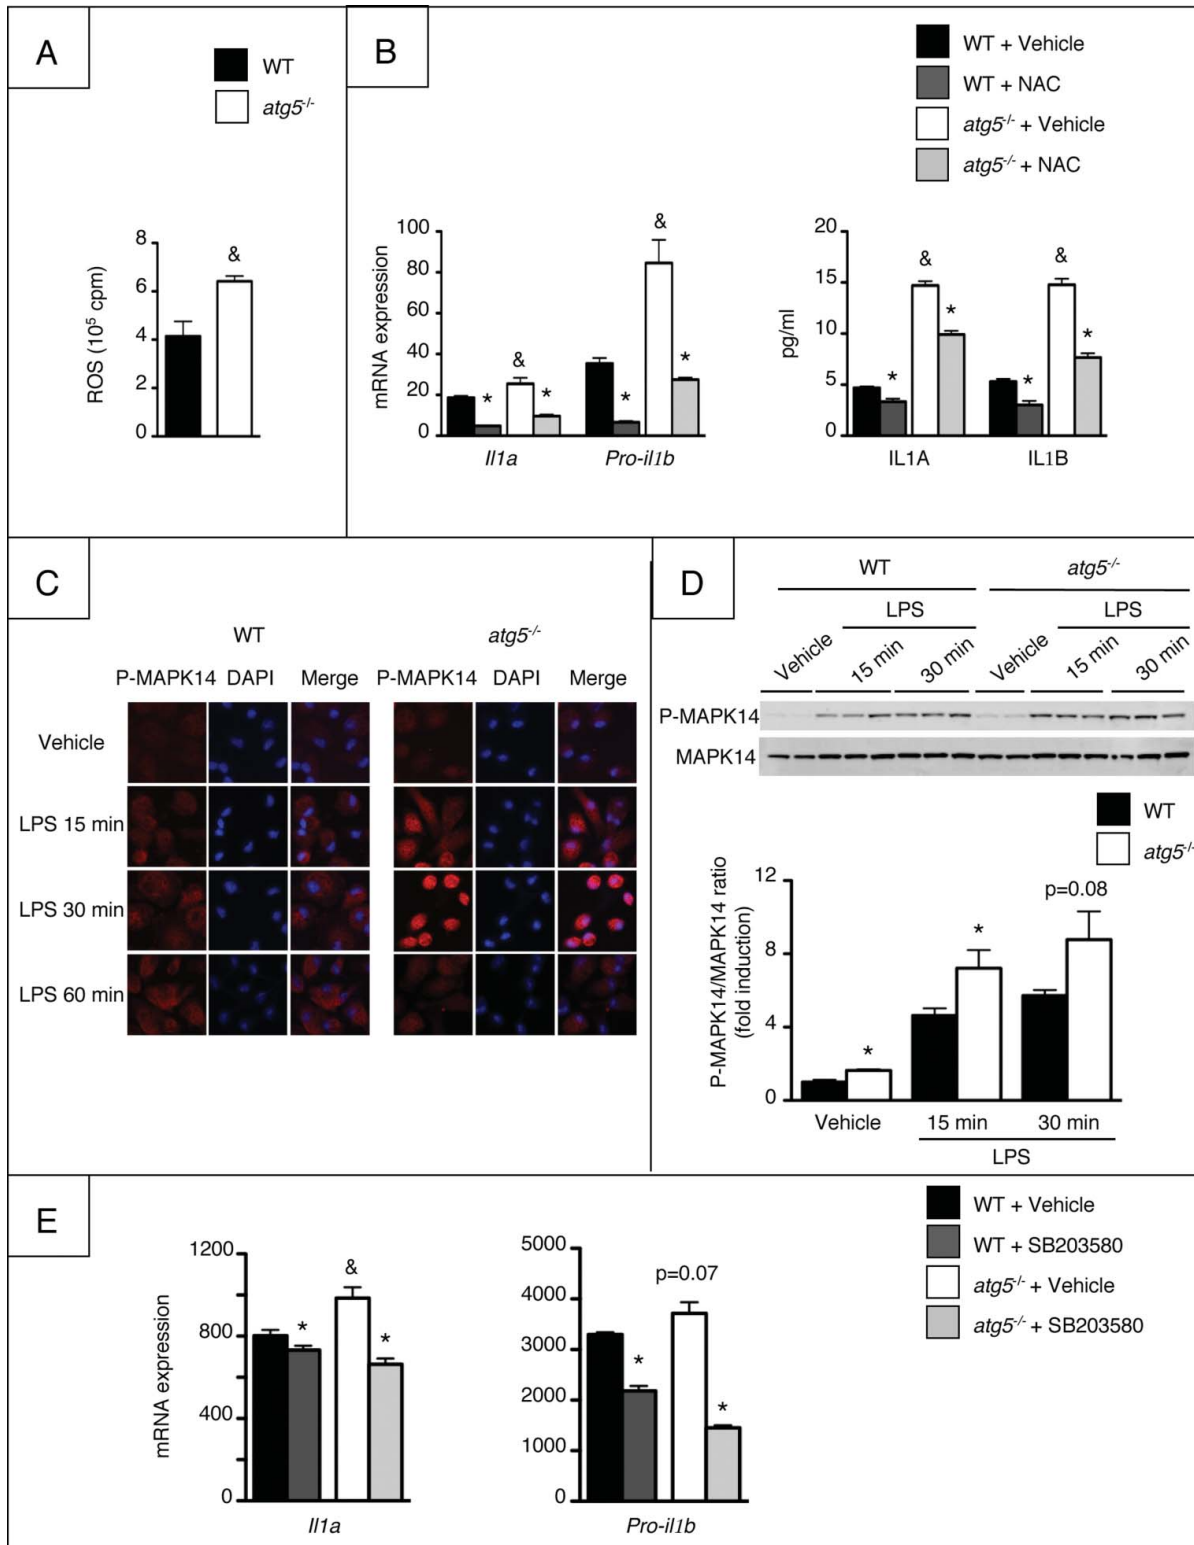 A
WT
atg5-/-
ROS (10⁵ cpm)
8
6
4
2
0
&
B
WT + Vehicle
WT + NAC
atg5-/- + Vehicle
atg5-/- + NAC
mRNA expression
100
80
60
40
20
0
* & * * & *
Il1a Pro-il1b
pg/ml
20
15
10
5
0
* & * * & *
IL1A IL1B
C
WT atg5-/-
P-MAPK14 DAPI Merge P-MAPK14 DAPI Merge
Vehicle
LPS 15 min
LPS 30 min
LPS 60 min
D
WT atg5-/-
LPS LPS
Vehicle 15 min 30 min Vehicle 15 min 30 min
P-MAPK14
MAPK14
WT
atg5-/-
P-MAPK14/MAPK14 ratio
(fold induction)
12
8
4
0
* * p=0.08
Vehicle 15 min 30 min
LPS
E
WT + Vehicle
WT + SB203580
atg5-/- + Vehicle
atg5-/- + SB203580
mRNA expression
1200
800
400
0
* & *
Il1a
5000
4000
3000
2000
1000
0
* p=0.07 *
Pro-il1b